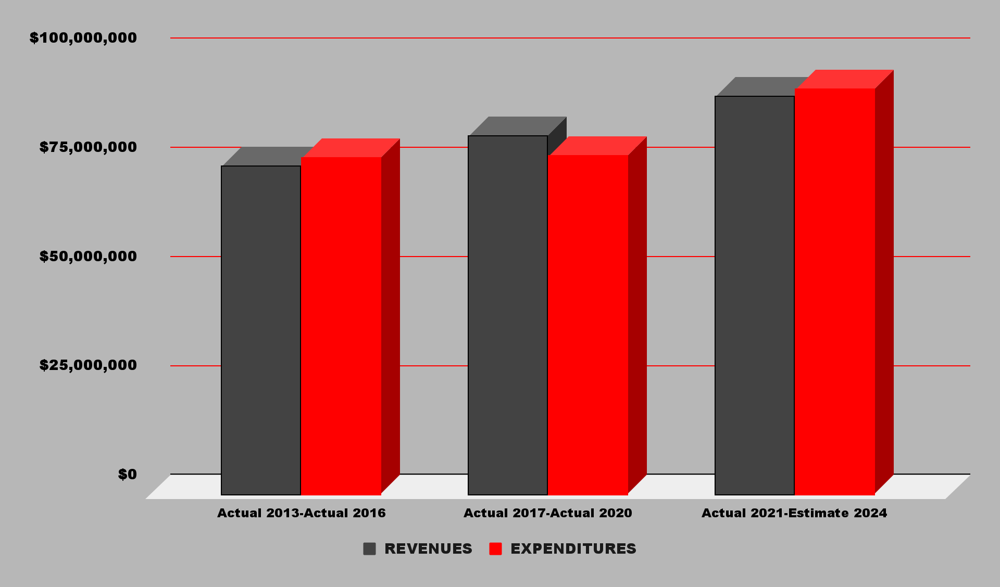 $100,000,000
$75,000,000
$50,000,000
$25,000,000
$0
Actual 2013-Actual 2016
Actual 2017-Actual 2020
Actual 2021-Estimate 2024
REVENUES
EXPENDITURES